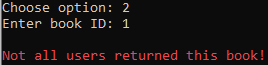 Choose option: 2
Enter book ID: 1
Not all users returned this book!